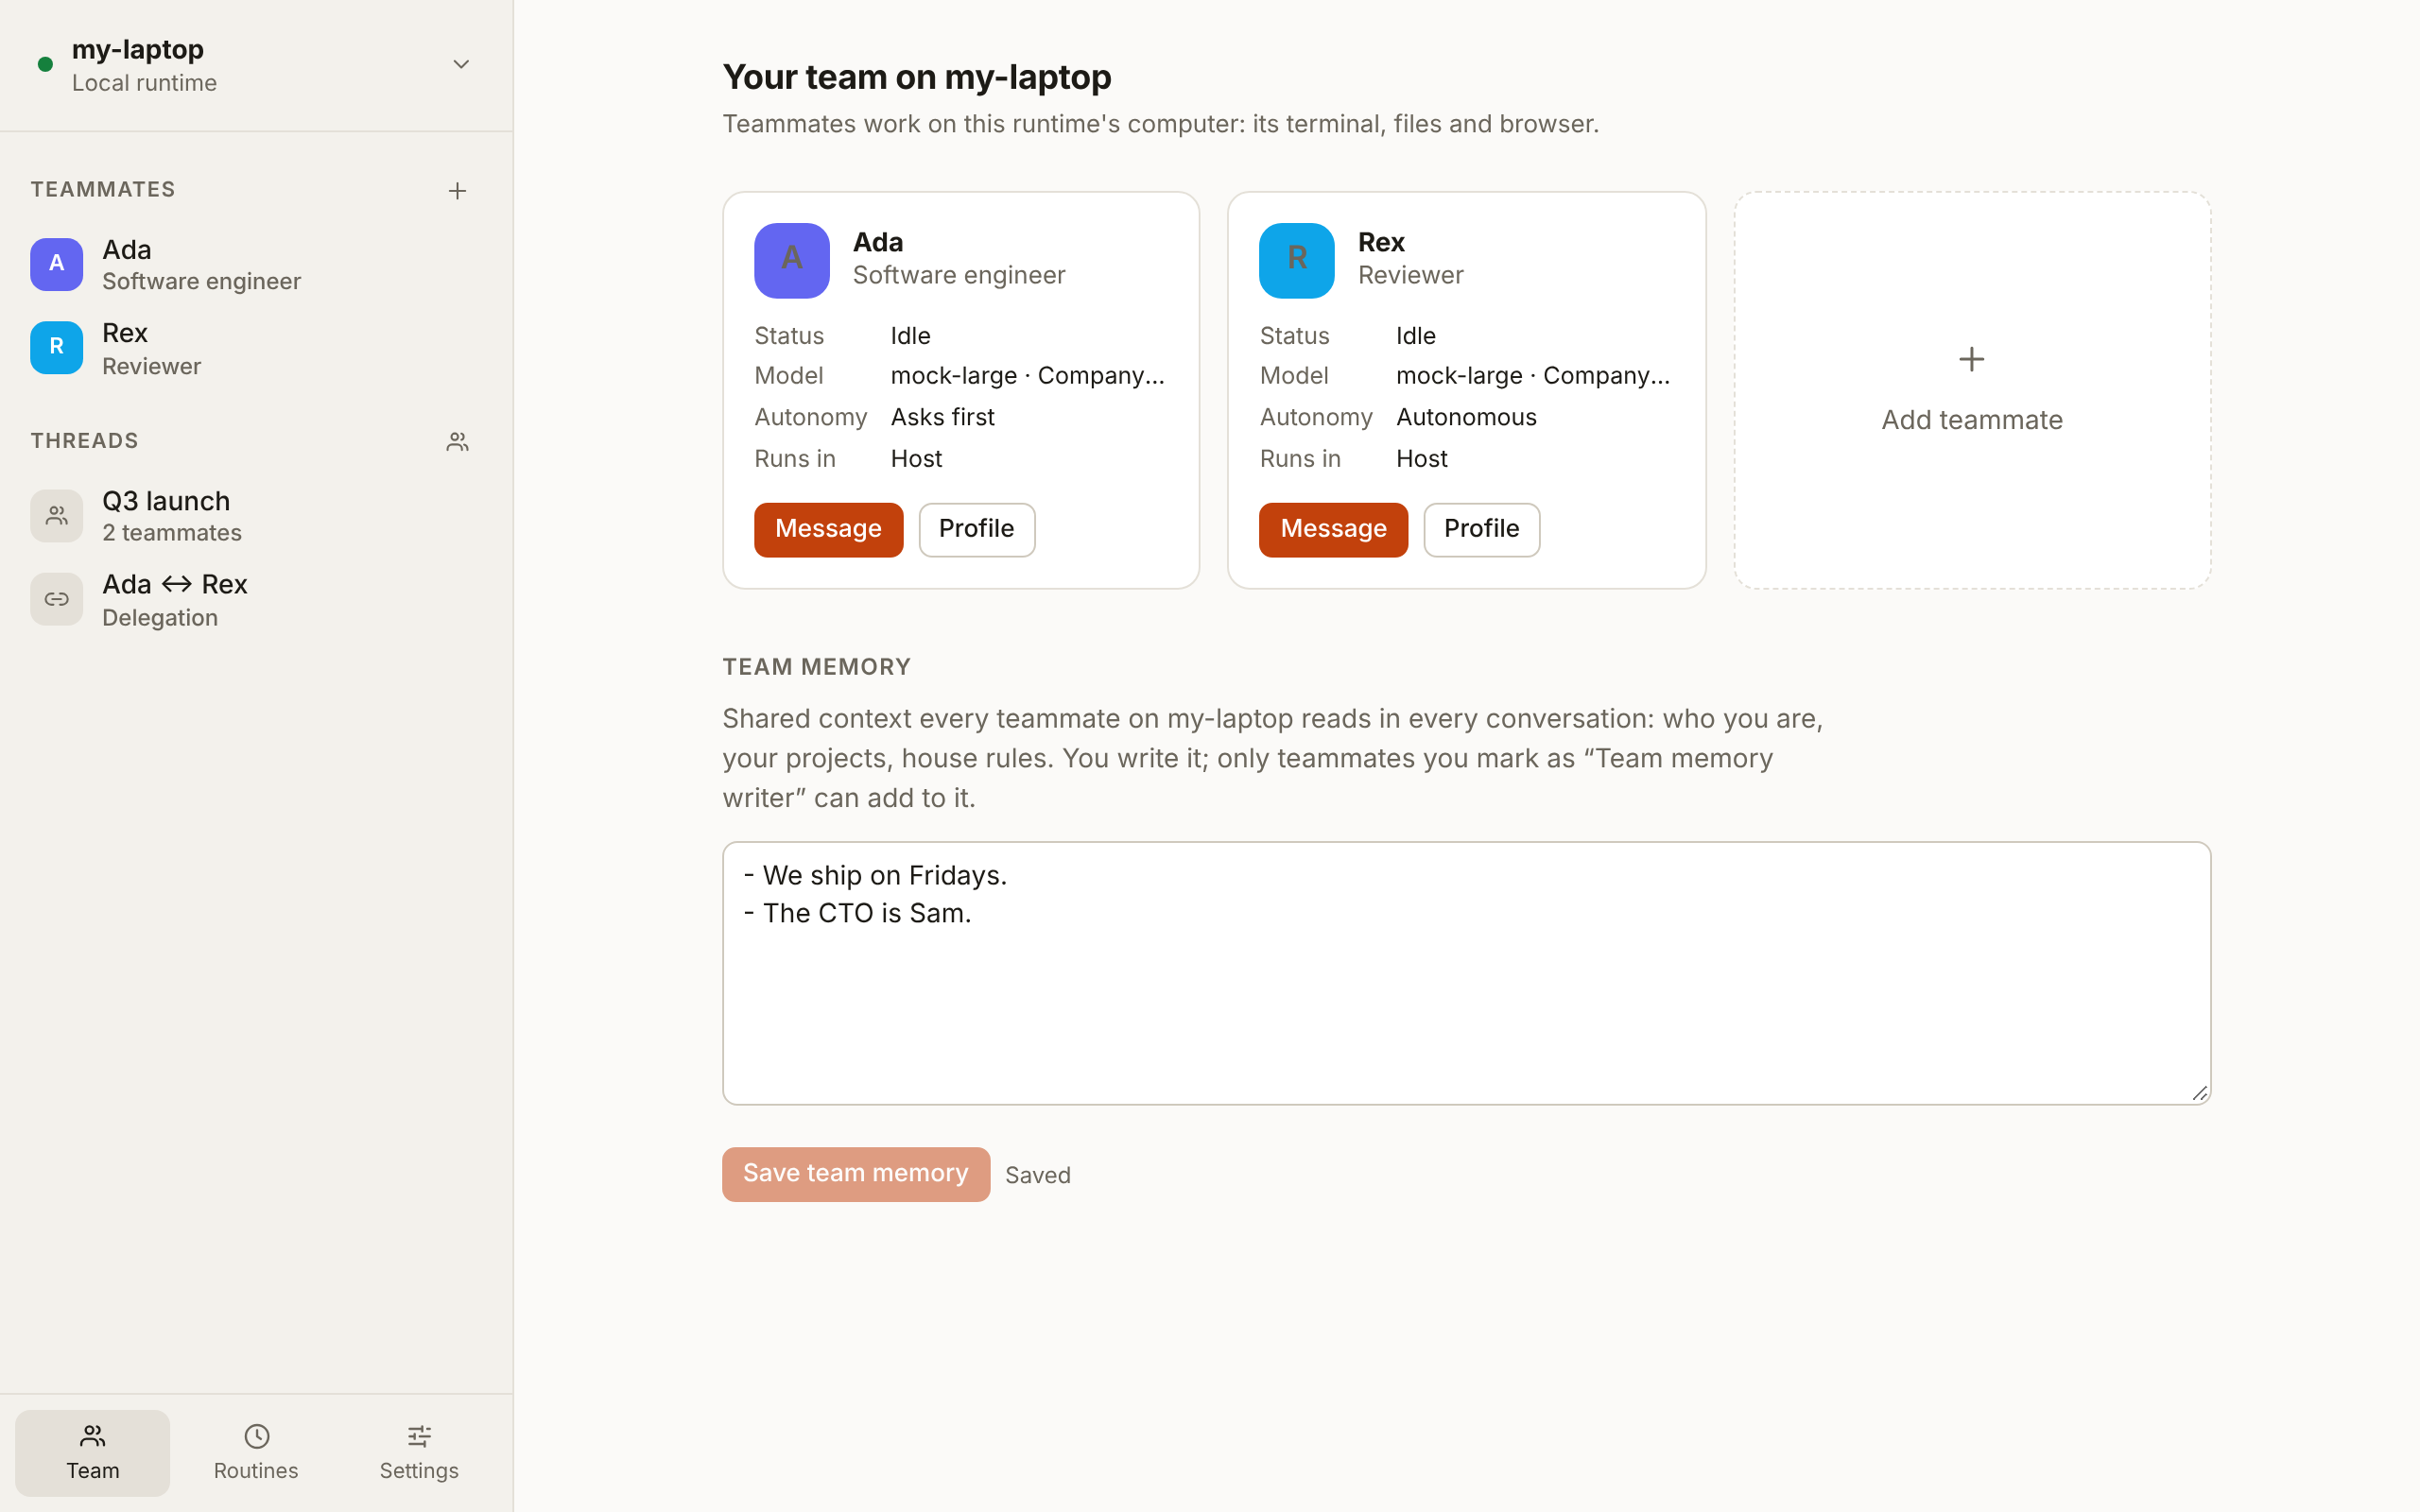 my-laptop
Local runtime
TEAMMATES
A
Ada
Software engineer
R
Rex
Reviewer
THREADS
Q3 launch
2 teammates
Ada ↔ Rex
Delegation
Team
Routines
Settings
Your team on my-laptop
Teammates work on this runtime's computer: its terminal, files and browser.
A
Ada
Software engineer
Status Idle
Model mock-large · Company...
Autonomy Asks first
Runs in Host
Message Profile
R
Rex
Reviewer
Status Idle
Model mock-large · Company...
Autonomy Autonomous
Runs in Host
Message Profile
Add teammate
TEAM MEMORY
Shared context every teammate on my-laptop reads in every conversation: who you are,
your projects, house rules. You write it; only teammates you mark as “Team memory
writer” can add to it.
- We ship on Fridays.
- The CTO is Sam.
Save team memory Saved